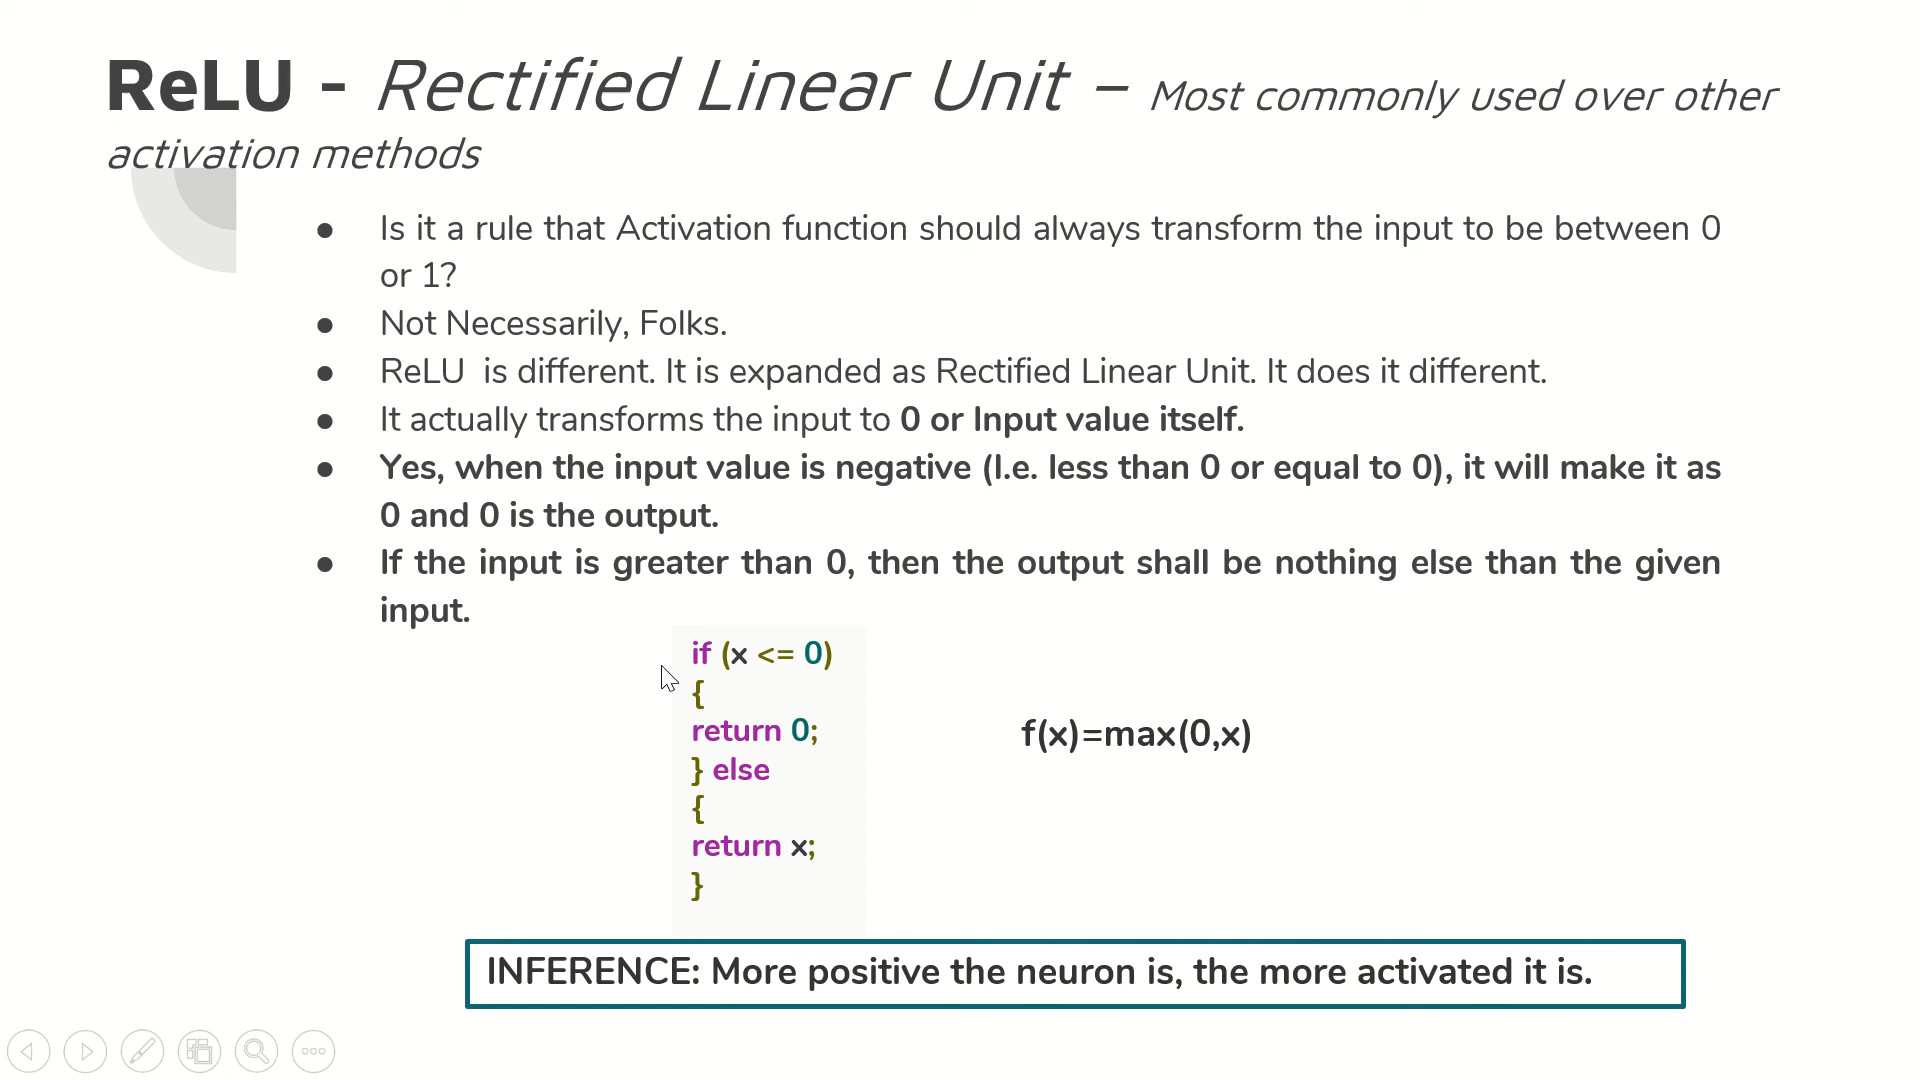 ReLU - Rectified Linear Unit – Most commonly used over other
activation methods
● Is it a rule that Activation function should always transform the input to be between 0
or 1?
● Not Necessarily, Folks.
● ReLU is different. It is expanded as Rectified Linear Unit. It does it different.
● It actually transforms the input to 0 or Input value itself.
● Yes, when the input value is negative (I.e. less than 0 or equal to 0), it will make it as
0 and 0 is the output.
● If the input is greater than 0, then the output shall be nothing else than the given
input.
if (x <= 0)
{
return 0;
} else
{
return x;
}
f(x)=max(0,x)
INFERENCE: More positive the neuron is, the more activated it is.